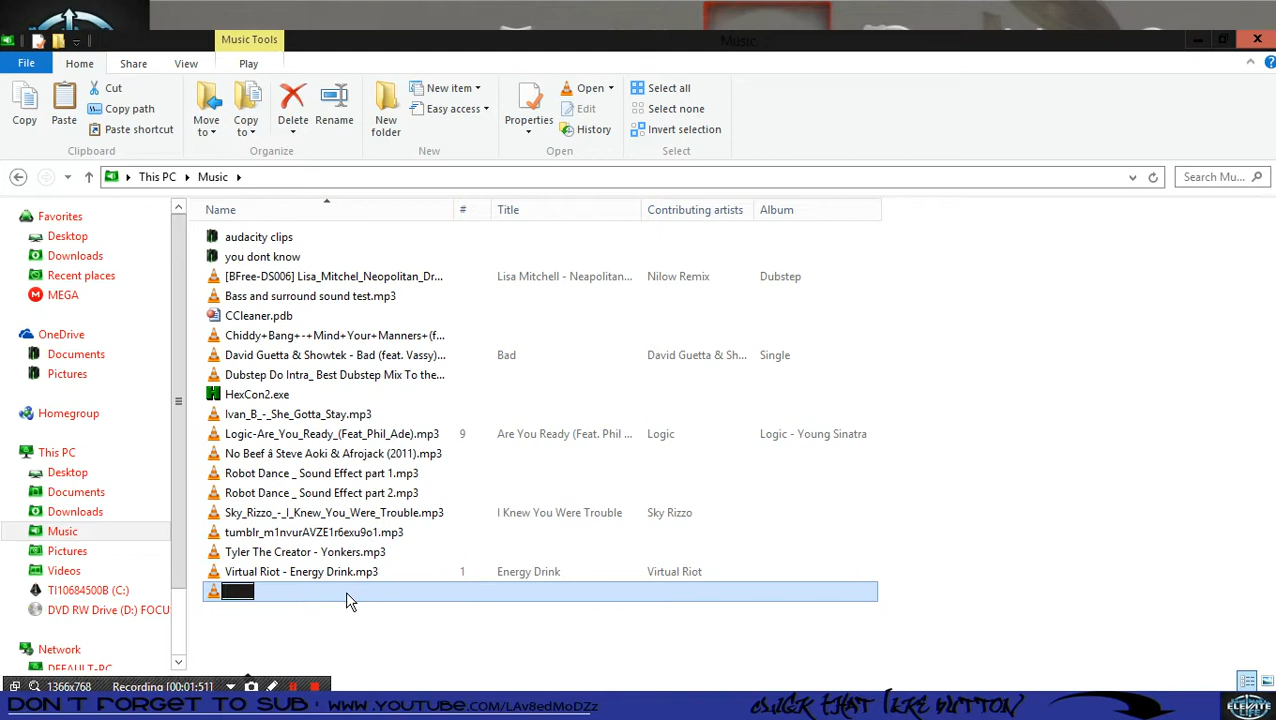 Music Tools
Music
File
Home
Share
View
Play
Copy
Paste
Cut
Copy path
Paste shortcut
Clipboard
Move to
Copy to
Delete
Rename
Organize
New folder
New item
Easy access
New
Properties
Open
Edit
History
Open
Select all
Select none
Invert selection
Select
This PC
Music
Search Mu...
Name
#
Title
Contributing artists
Album
Favorites
Desktop
Downloads
Recent places
MEGA
OneDrive
Documents
Pictures
Homegroup
This PC
Desktop
Documents
Downloads
Music
Pictures
Videos
TI10684500B (C:)
DVD RW Drive (D:) FOCU
Network
DEFAULT-PC
audacity clips
you dont know
[BFree-DS006] Lisa_Mitchel_Neopolitan_Dr... Lisa Mitchell - Neapolitan... Nilow Remix Dubstep
Bass and surround sound test.mp3
CCleaner.pdb
Chiddy+Bang+-+Mind+Your+Manners+(f...
David Guetta & Showtek - Bad (feat. Vassy)... Bad David Guetta & Sh... Single
Dubstep Do Intra_ Best Dubstep Mix To the...
HexCon2.exe
Ivan_B_-_She_Gotta_Stay.mp3
Logic-Are_You_Ready_(Feat_Phil_Ade).mp3 9 Are You Ready (Feat. Phil ... Logic Logic - Young Sinatra
No Beef â Steve Aoki & Afrojack (2011).mp3
Robot Dance _ Sound Effect part 1.mp3
Robot Dance _ Sound Effect part 2.mp3
Sky_Rizzo_-_I_Knew_You_Were_Trouble.mp3 I Knew You Were Trouble Sky Rizzo
tumblr_m1nvurAVZE1r6exu9o1.mp3
Tyler The Creator - Yonkers.mp3
Virtual Riot - Energy Drink.mp3 1 Energy Drink Virtual Riot
1366x768 Recording [00:01:51]
DON'T FORGET TO SUB : WWW.YOUTUBE.COM/LAV8EDMODZZ
CLICK THAT LIKE BUTTON
ELEVATE